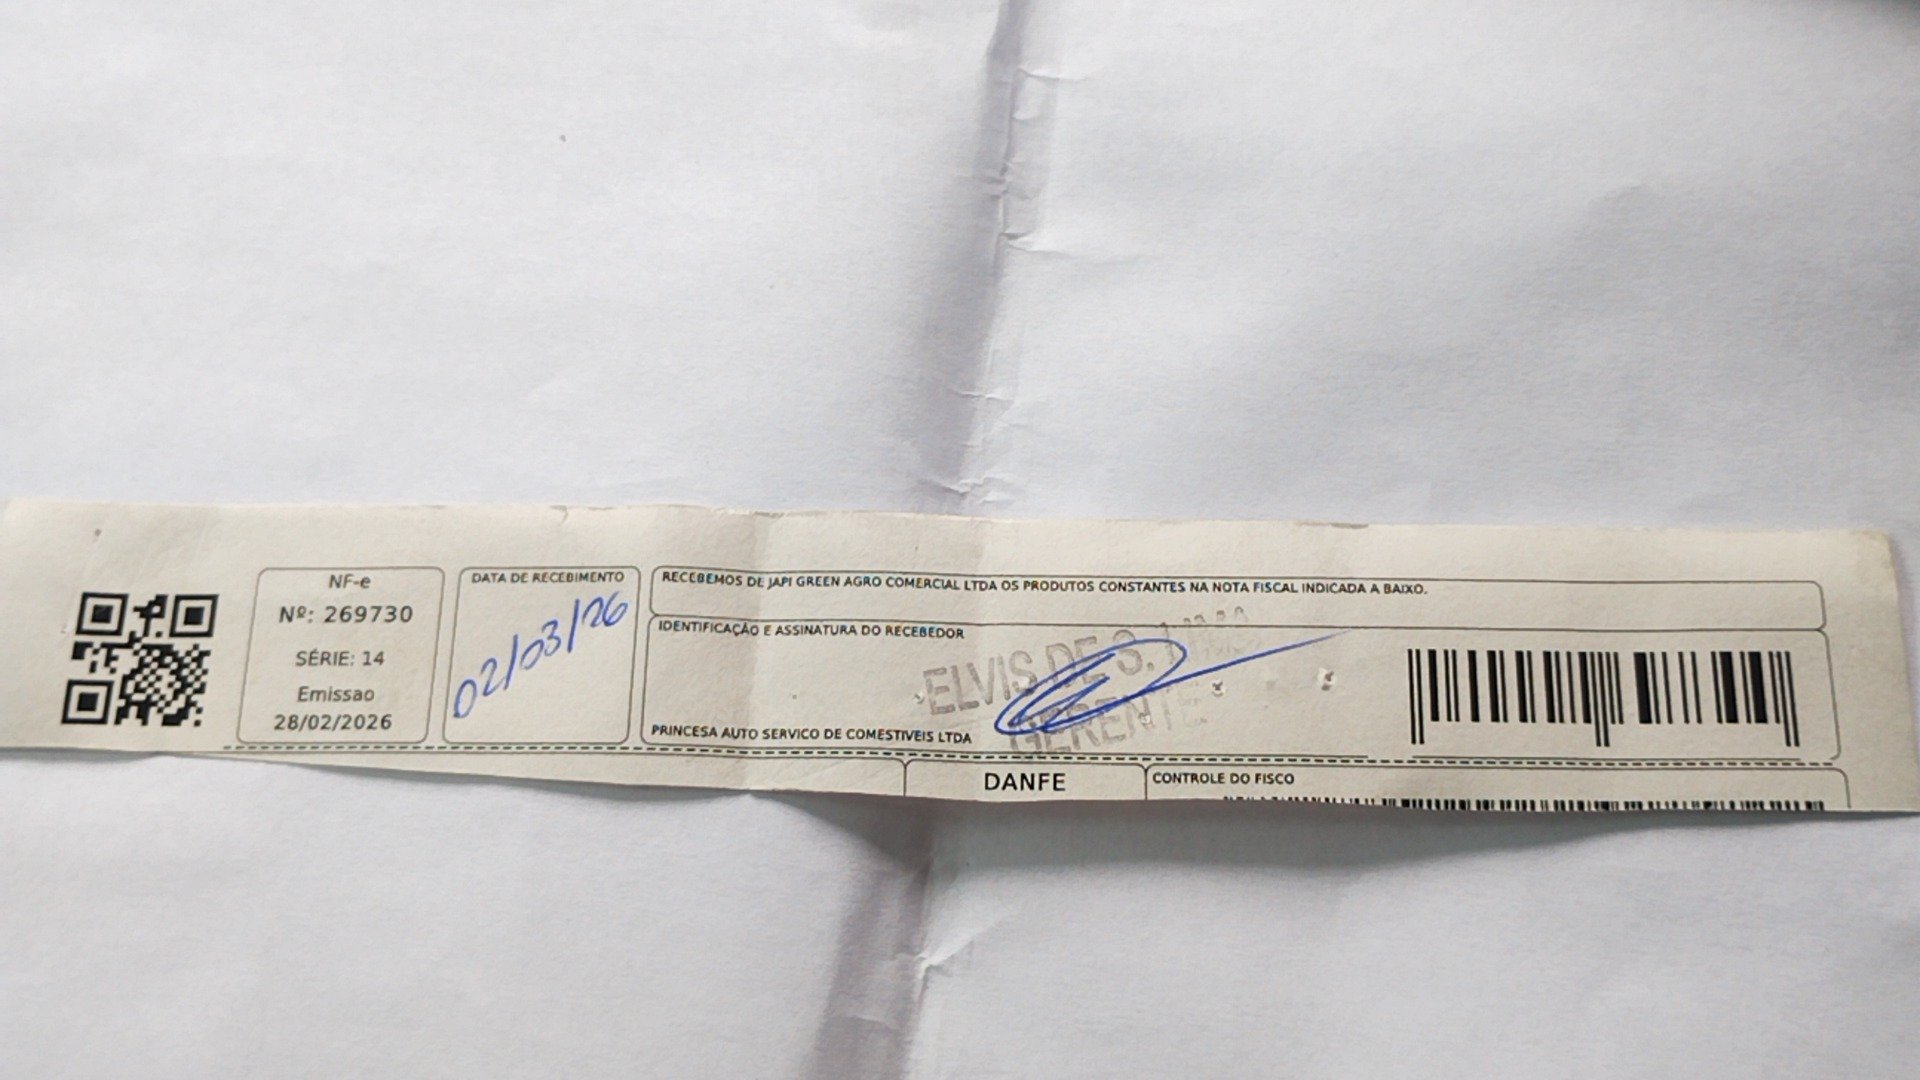 NF-e
Nº: 269730
SÉRIE: 14
Emissao
28/02/2026
DATA DE RECEBIMENTO
02/03/26
RECEBEMOS DE JAPI GREEN AGRO COMERCIAL LTDA OS PRODUTOS CONSTANTES NA NOTA FISCAL INDICADA A BAIXO.
IDENTIFICAÇÃO E ASSINATURA DO RECEBEDOR
ELVIS DE S.
GERENTE
PRINCESA AUTO SERVICO DE COMESTIVEIS LTDA
DANFE
CONTROLE DO FISCO